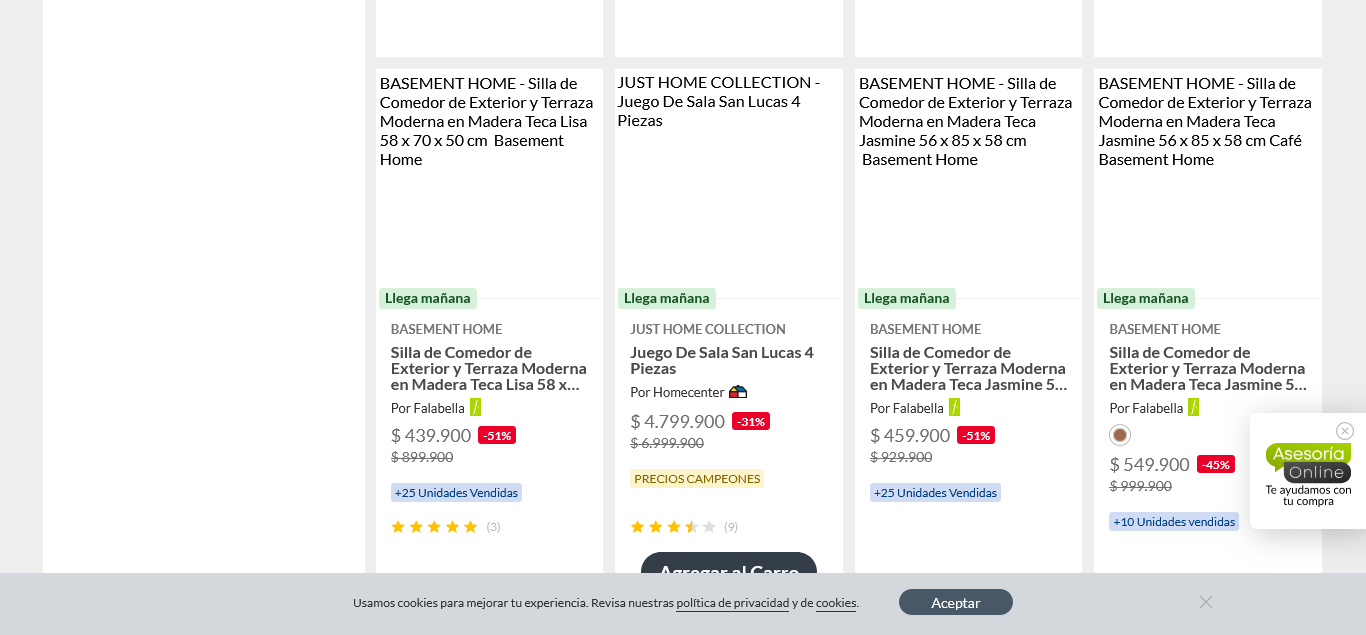 BASEMENT HOME - Silla de
Comedor de Exterior y Terraza
Moderna en Madera Teca Lisa
58 x 70 x 50 cm  Basement
Home
Llega mañana
BASEMENT HOME
Silla de Comedor de
Exterior y Terraza Moderna
en Madera Teca Lisa 58 x...
Por Falabella
$ 439.900 -51%
$ 899.900
+25 Unidades Vendidas
(3)
JUST HOME COLLECTION -
Juego De Sala San Lucas 4
Piezas
Llega mañana
JUST HOME COLLECTION
Juego De Sala San Lucas 4
Piezas
Por Homecenter
$ 4.799.900 -31%
$ 6.999.900
PRECIOS CAMPEONES
(9)
Agregar al Carro
BASEMENT HOME - Silla de
Comedor de Exterior y Terraza
Moderna en Madera Teca
Jasmine 56 x 85 x 58 cm
Basement Home
Llega mañana
BASEMENT HOME
Silla de Comedor de
Exterior y Terraza Moderna
en Madera Teca Jasmine 5...
Por Falabella
$ 459.900 -51%
$ 929.900
+25 Unidades Vendidas
BASEMENT HOME - Silla de
Comedor de Exterior y Terraza
Moderna en Madera Teca
Jasmine 56 x 85 x 58 cm Café
Basement Home
Llega mañana
BASEMENT HOME
Silla de Comedor de
Exterior y Terraza Moderna
en Madera Teca Jasmine 5...
Por Falabella
$ 549.900 -45%
$ 999.900
+10 Unidades vendidas
Asesoría
Online
Te ayudamos con
tu compra
Usamos cookies para mejorar tu experiencia. Revisa nuestras política de privacidad y de cookies.
Aceptar